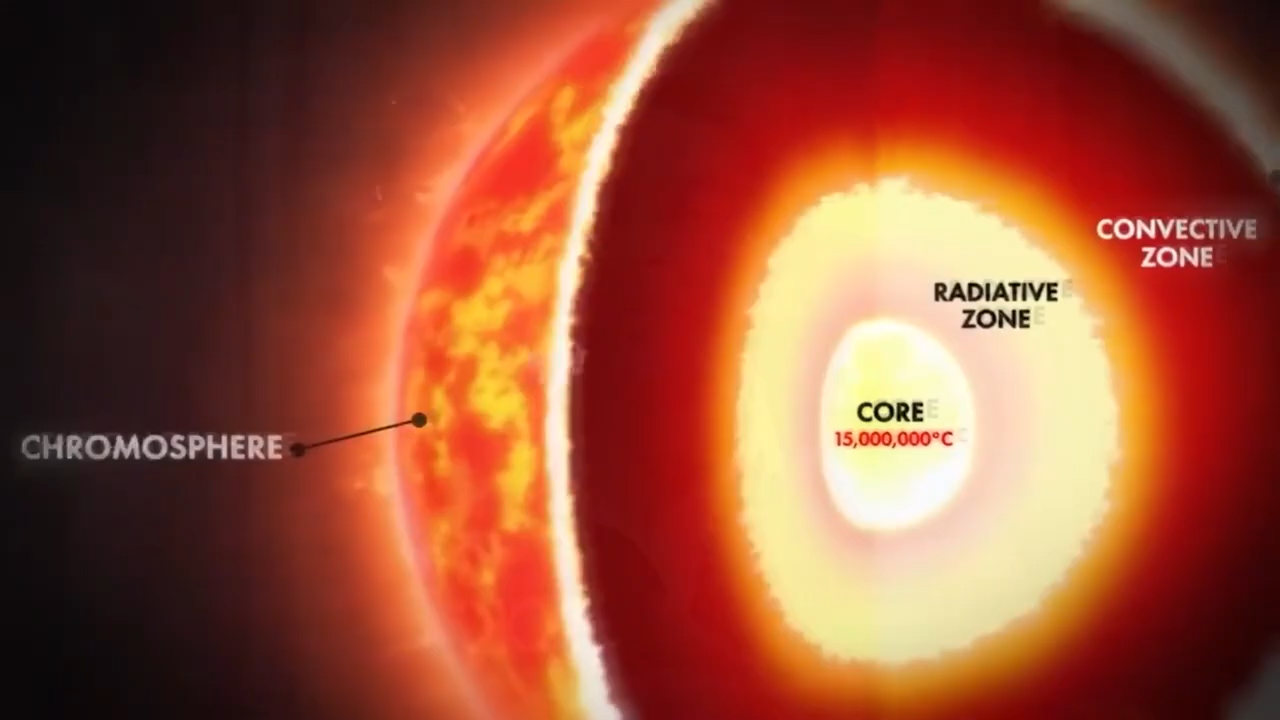 CONVECTIVE
ZONE
RADIATIVE
ZONE
CORE
15,000,000°C
CHROMOSPHERE